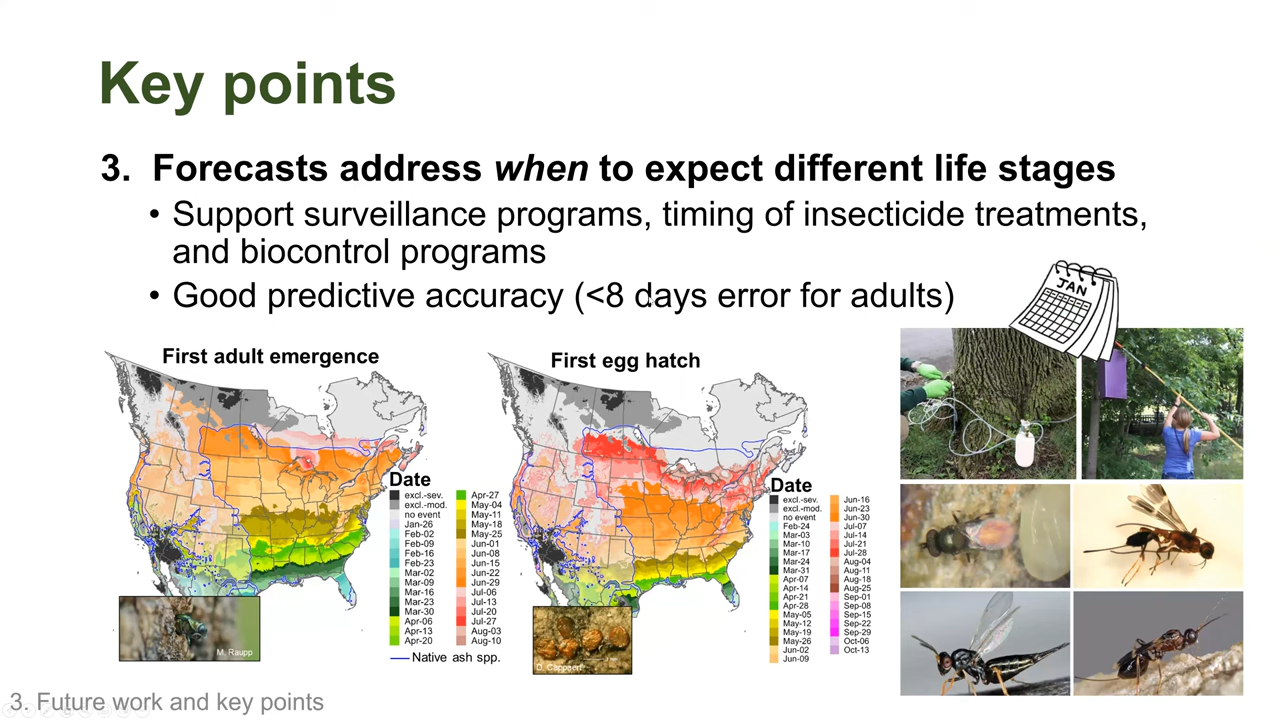 Key points
3. Forecasts address when to expect different life stages
• Support surveillance programs, timing of insecticide treatments,
and biocontrol programs
• Good predictive accuracy (<8 days error for adults)
JAN
First adult emergence
Date
excl.-sev.
excl.-mod.
no event
Jan-26
Feb-02
Feb-09
Feb-16
Feb-23
Mar-02
Mar-09
Mar-16
Mar-23
Mar-30
Apr-06
Apr-13
Apr-20
Apr-27
May-04
May-11
May-18
May-25
Jun-01
Jun-08
Jun-15
Jun-22
Jun-29
Jul-06
Jul-13
Jul-20
Jul-27
Aug-03
Aug-10
Native ash spp.
M. Raupp
First egg hatch
Date
excl.-sev.
excl.-mod.
no event
Feb-24
Mar-03
Mar-10
Mar-17
Mar-24
Mar-31
Apr-07
Apr-14
Apr-21
Apr-28
May-05
May-12
May-19
May-26
Jun-02
Jun-09
Jun-16
Jun-23
Jun-30
Jul-07
Jul-14
Jul-21
Jul-28
Aug-04
Aug-11
Aug-18
Aug-25
Sep-01
Sep-08
Sep-15
Sep-22
Sep-29
Oct-06
Oct-13
D. Cappaert
3. Future work and key points